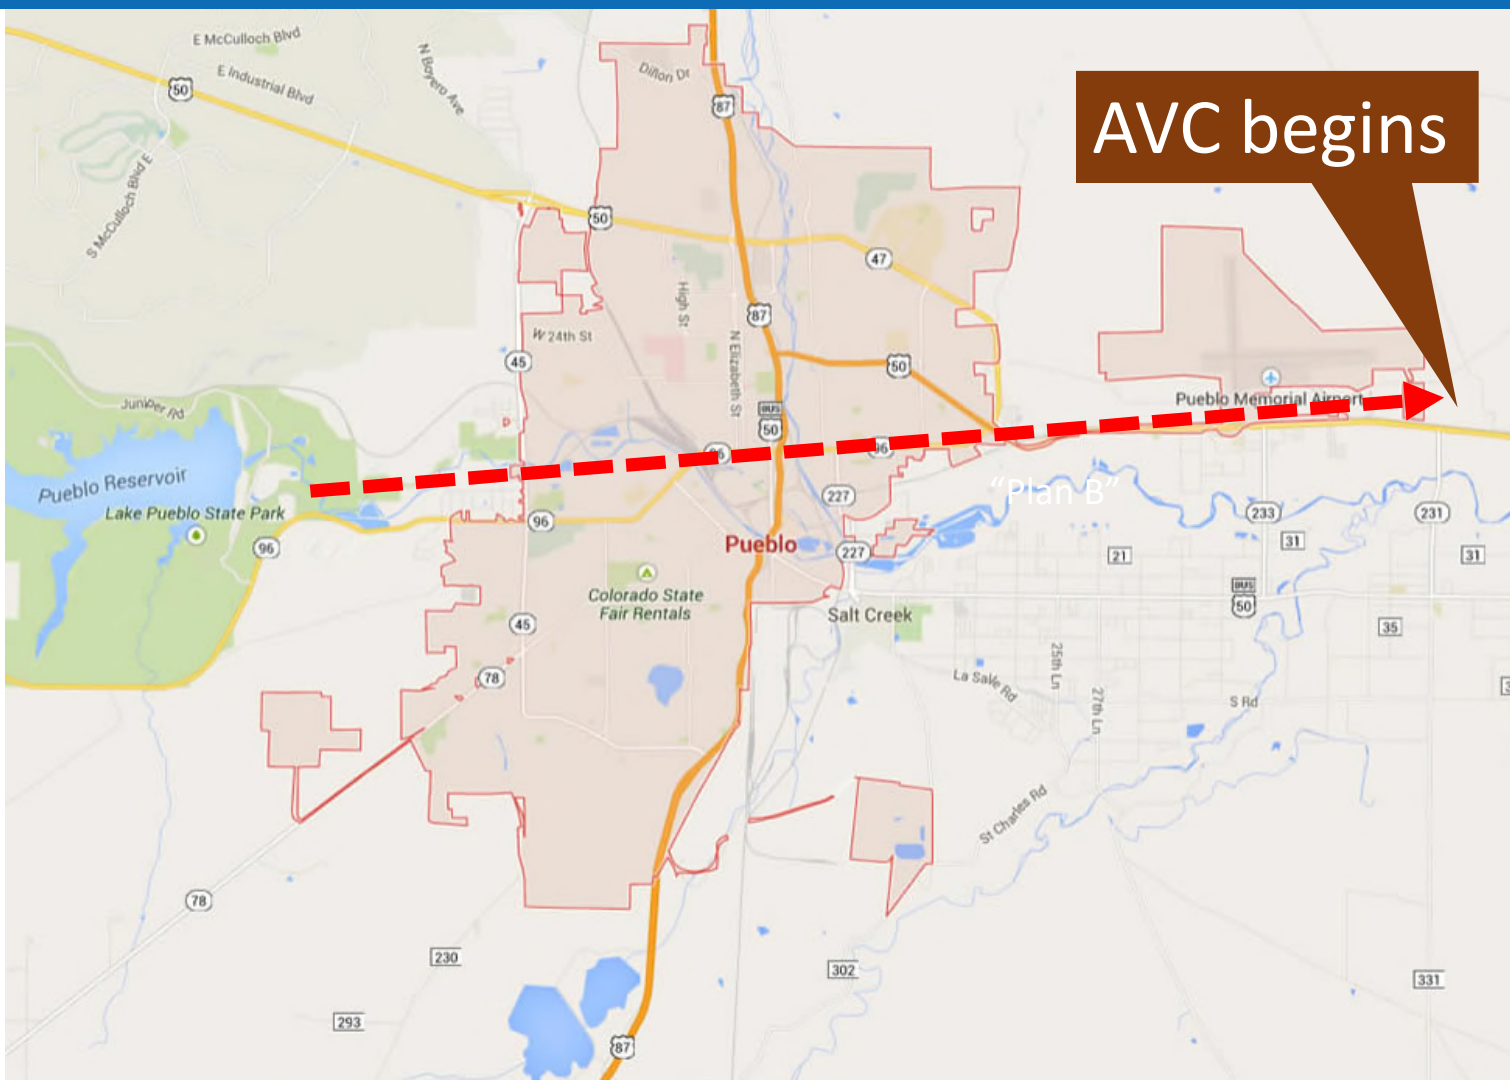 AVC begins
E McCulloch Blvd
E Industrial Blvd
N Boyero Ave
50
S McCulloch Blvd E
Dillon Dr
87
50
47
High St
N Elizabeth St
87
W 24th St
45
50
Pueblo Memorial Airport
Juniper Rd
BUS
50
96
96
Pueblo Reservoir
Lake Pueblo State Park
96
96
227
“Plan B”
233
231
31
31
21
Pueblo
227
BUS
50
Colorado State
Fair Rentals
45
Salt Creek
35
25th Ln
27th Ln
La Salle Rd
S Rd
78
St Charles Rd
78
230
302
331
293
87